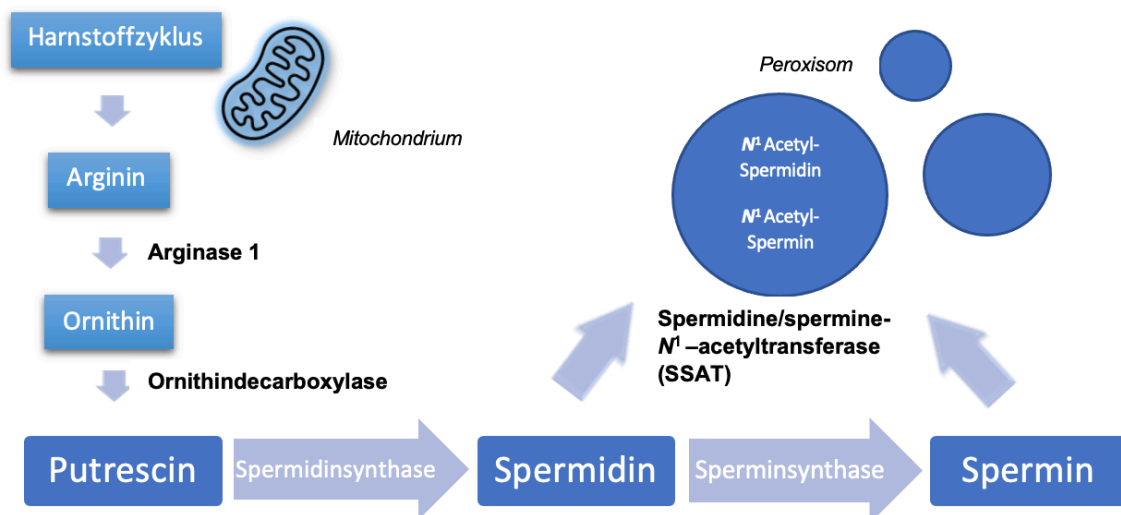 Harnstoffzyklus
Mitochondrium
Arginin
Arginase 1
Ornithin
Ornithindecarboxylase
Putrescin
Spermidinsynthase
Spermidin
Sperminsynthase
Spermin
Peroxisom
N¹ Acetyl-
Spermidin
N¹ Acetyl-
Spermin
Spermidine/spermine-
N¹ –acetyltransferase
(SSAT)